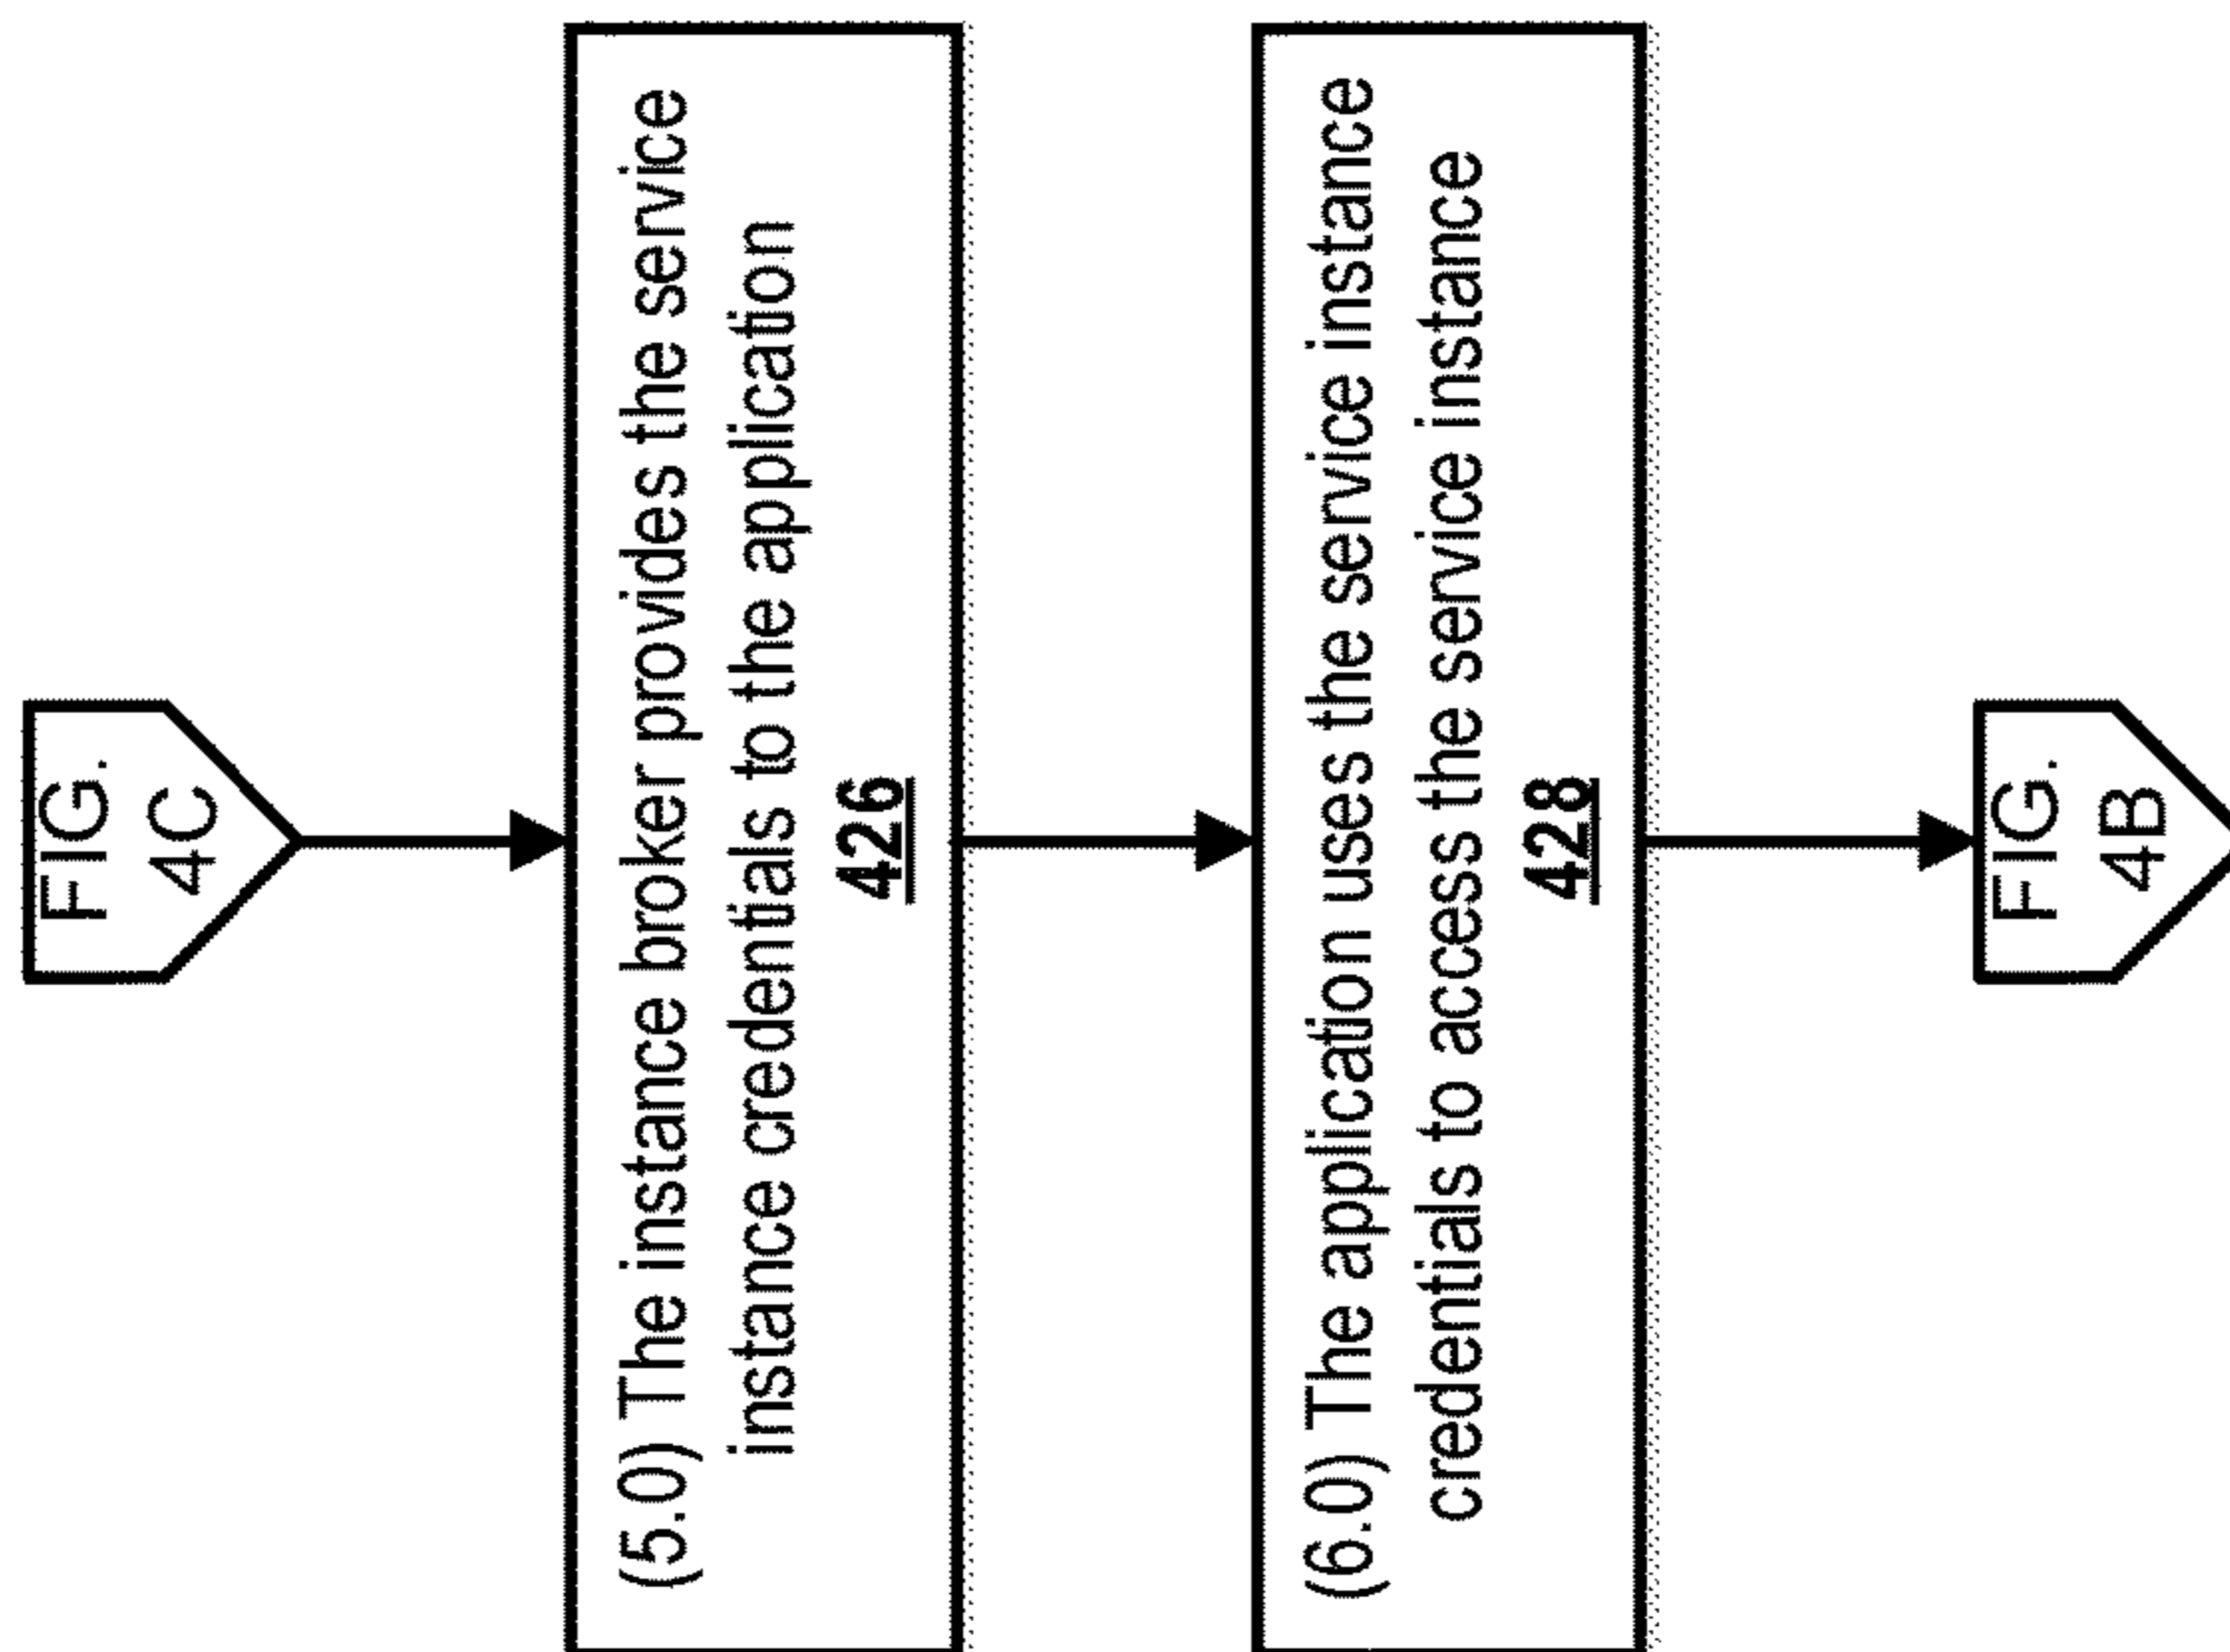 FIG.
4C
(5.0) The instance broker provides the service
instance credentials to the application
426
(6.0) The application uses the service instance
credentials to access the service instance
428
FIG.
4B